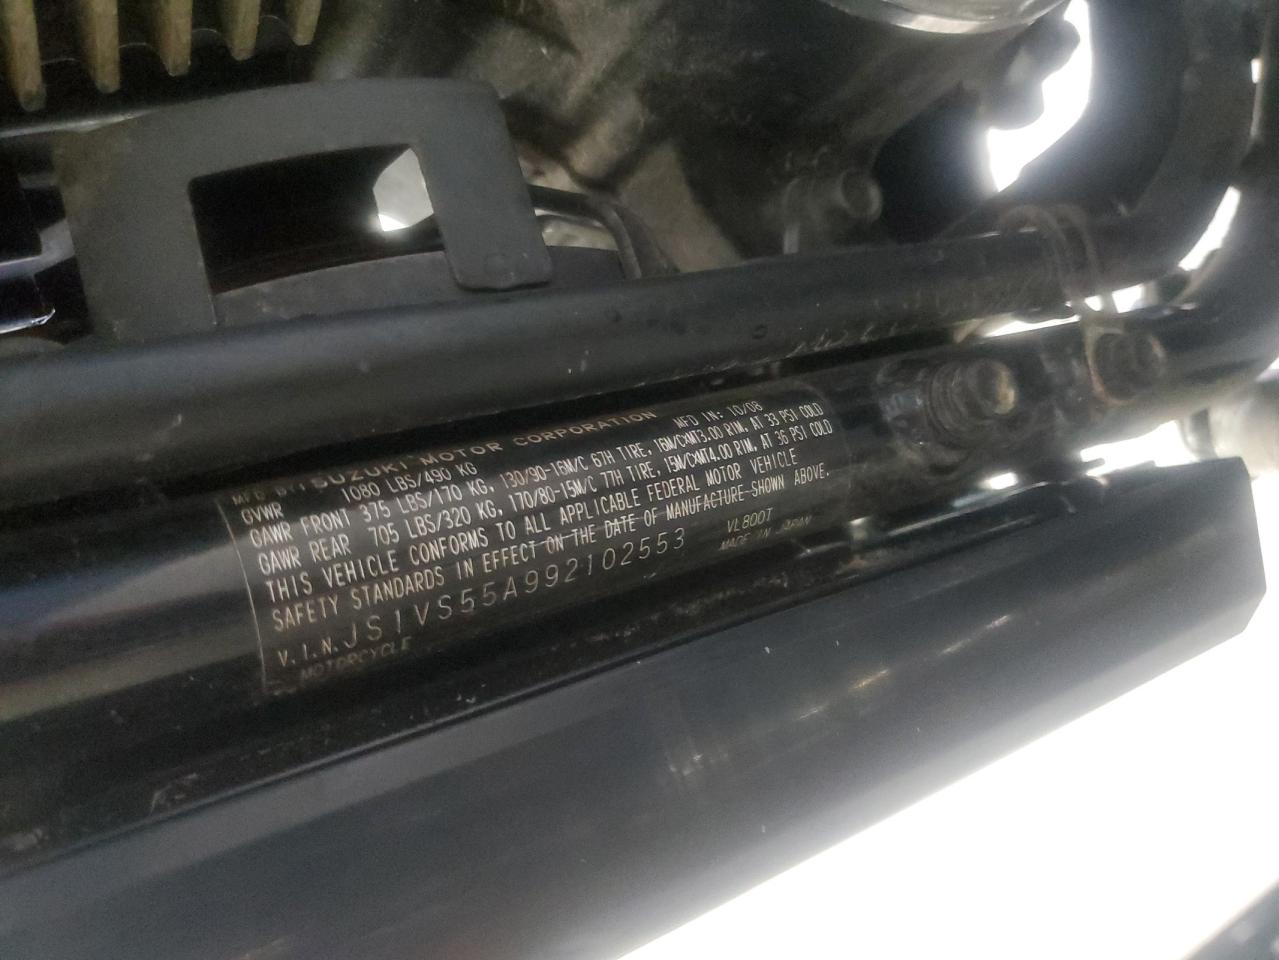 MFD BY SUZUKI MOTOR CORPORATION MFD IN: 10/08
GVWR 1080 LBS/490 KG
GAWR FRONT 375 LBS/170 KG, 130/90-16M/C 67H TIRE, 16M/CXMT3.00 RIM, AT 33 PSI COLD
GAWR REAR 705 LBS/320 KG, 170/80-15M/C 77H TIRE, 15M/CXMT4.00 RIM, AT 36 PSI COLD
THIS VEHICLE CONFORMS TO ALL APPLICABLE FEDERAL MOTOR VEHICLE
SAFETY STANDARDS IN EFFECT ON THE DATE OF MANUFACTURE SHOWN ABOVE.
V.I.N. JS1VS55A992102553 VL800T
MOTORCYCLE MADE IN JAPAN